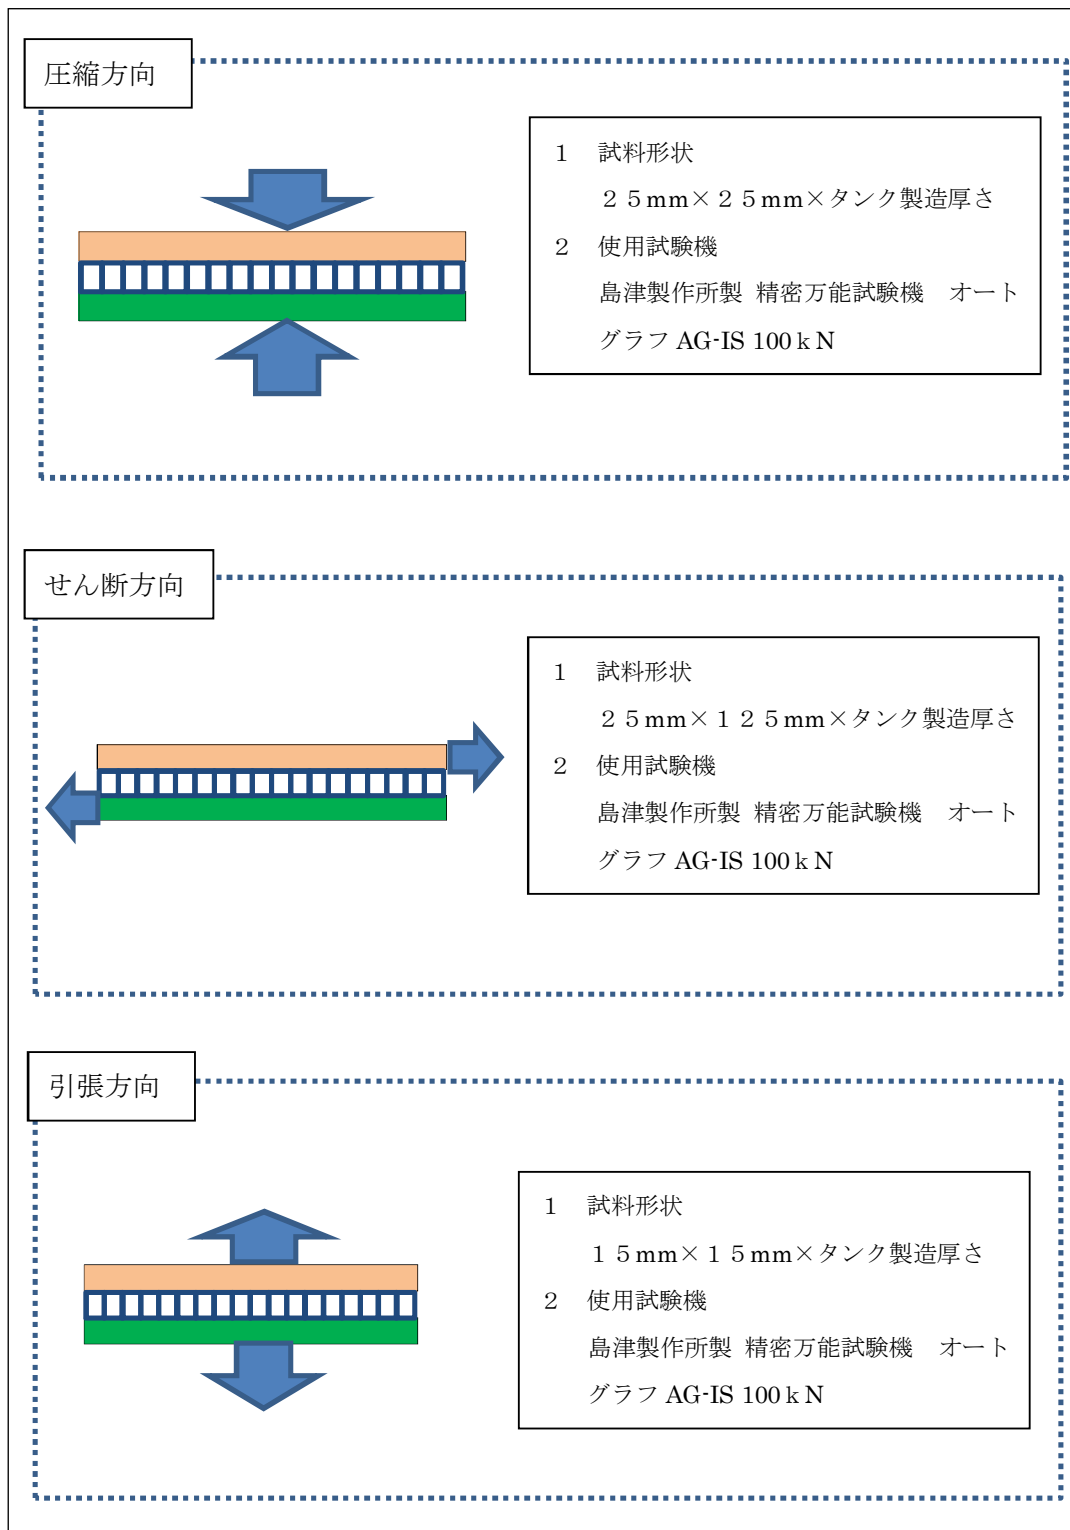 圧縮方向
１　試料形状
２５mm×２５mm×タンク製造厚さ
２　使用試験機
島津製作所製 精密万能試験機　オート
グラフ AG-IS 100ｋN
せん断方向
１　試料形状
２５mm×１２５mm×タンク製造厚さ
２　使用試験機
島津製作所製 精密万能試験機　オート
グラフ AG-IS 100ｋN
引張方向
１　試料形状
１５mm×１５mm×タンク製造厚さ
２　使用試験機
島津製作所製 精密万能試験機　オート
グラフ AG-IS 100ｋN